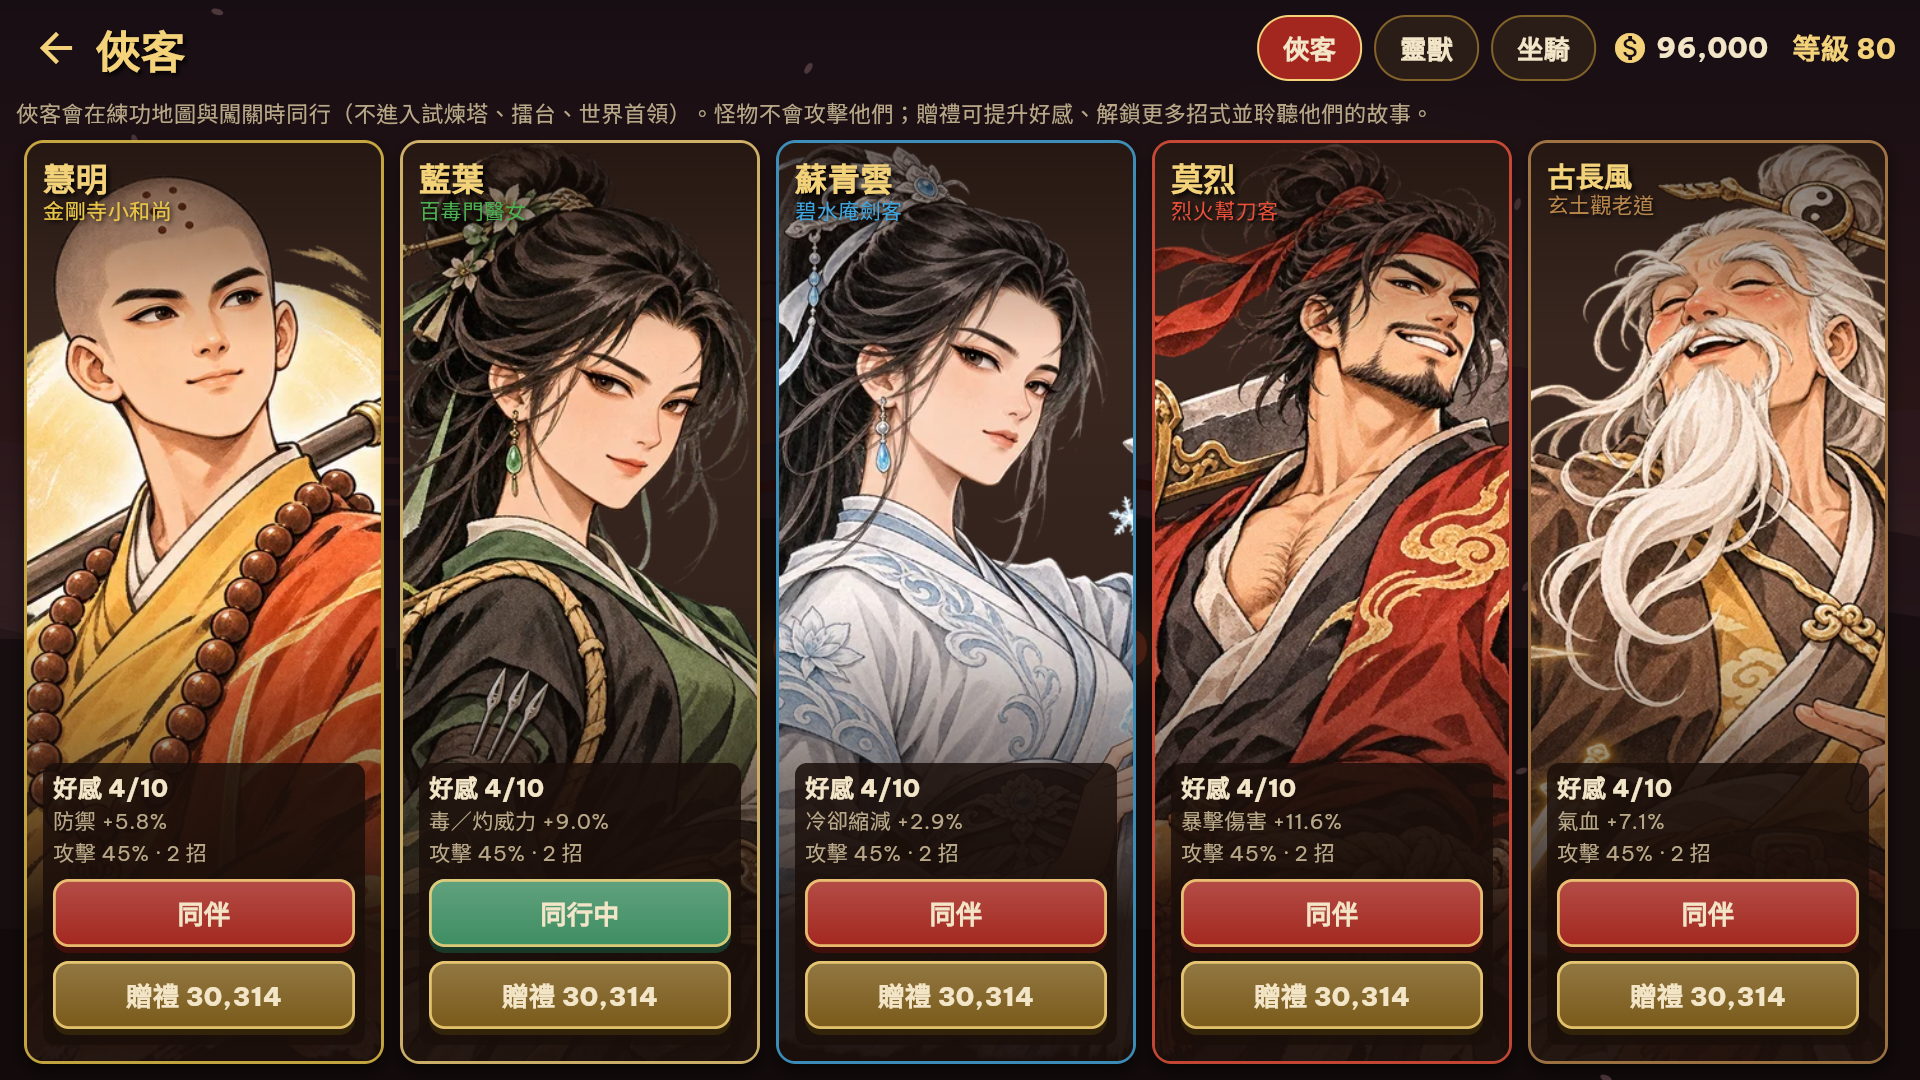 俠客
俠客
靈獸
坐騎
96,000
等級 80
俠客會在練功地圖與闖關時同行（不進入試煉塔、擂台、世界首領）。怪物不會攻擊他們；贈禮可提升好感、解鎖更多招式並聆聽他們的故事。
慧明
金剛寺小和尚
好感 4/10
防禦 +5.8%
攻擊 45% · 2 招
同伴
贈禮 30,314
藍葉
百毒門醫女
好感 4/10
毒／灼威力 +9.0%
攻擊 45% · 2 招
同行中
贈禮 30,314
蘇青雲
碧水庵劍客
好感 4/10
冷卻縮減 +2.9%
攻擊 45% · 2 招
同伴
贈禮 30,314
莫烈
烈火幫刀客
好感 4/10
暴擊傷害 +11.6%
攻擊 45% · 2 招
同伴
贈禮 30,314
古長風
玄土觀老道
好感 4/10
氣血 +7.1%
攻擊 45% · 2 招
同伴
贈禮 30,314